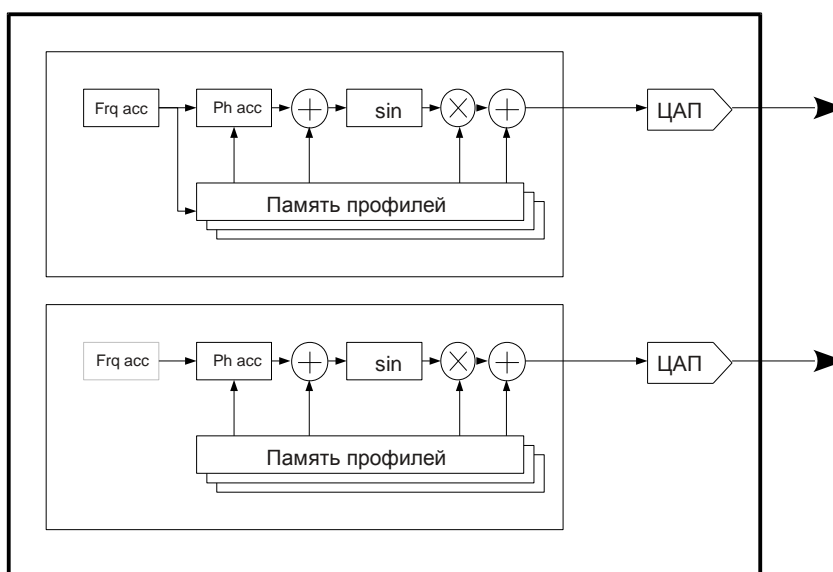 Frq acc
Ph acc
sin
ЦАП
Память профилей
Frq acc
Ph acc
sin
ЦАП
Память профилей